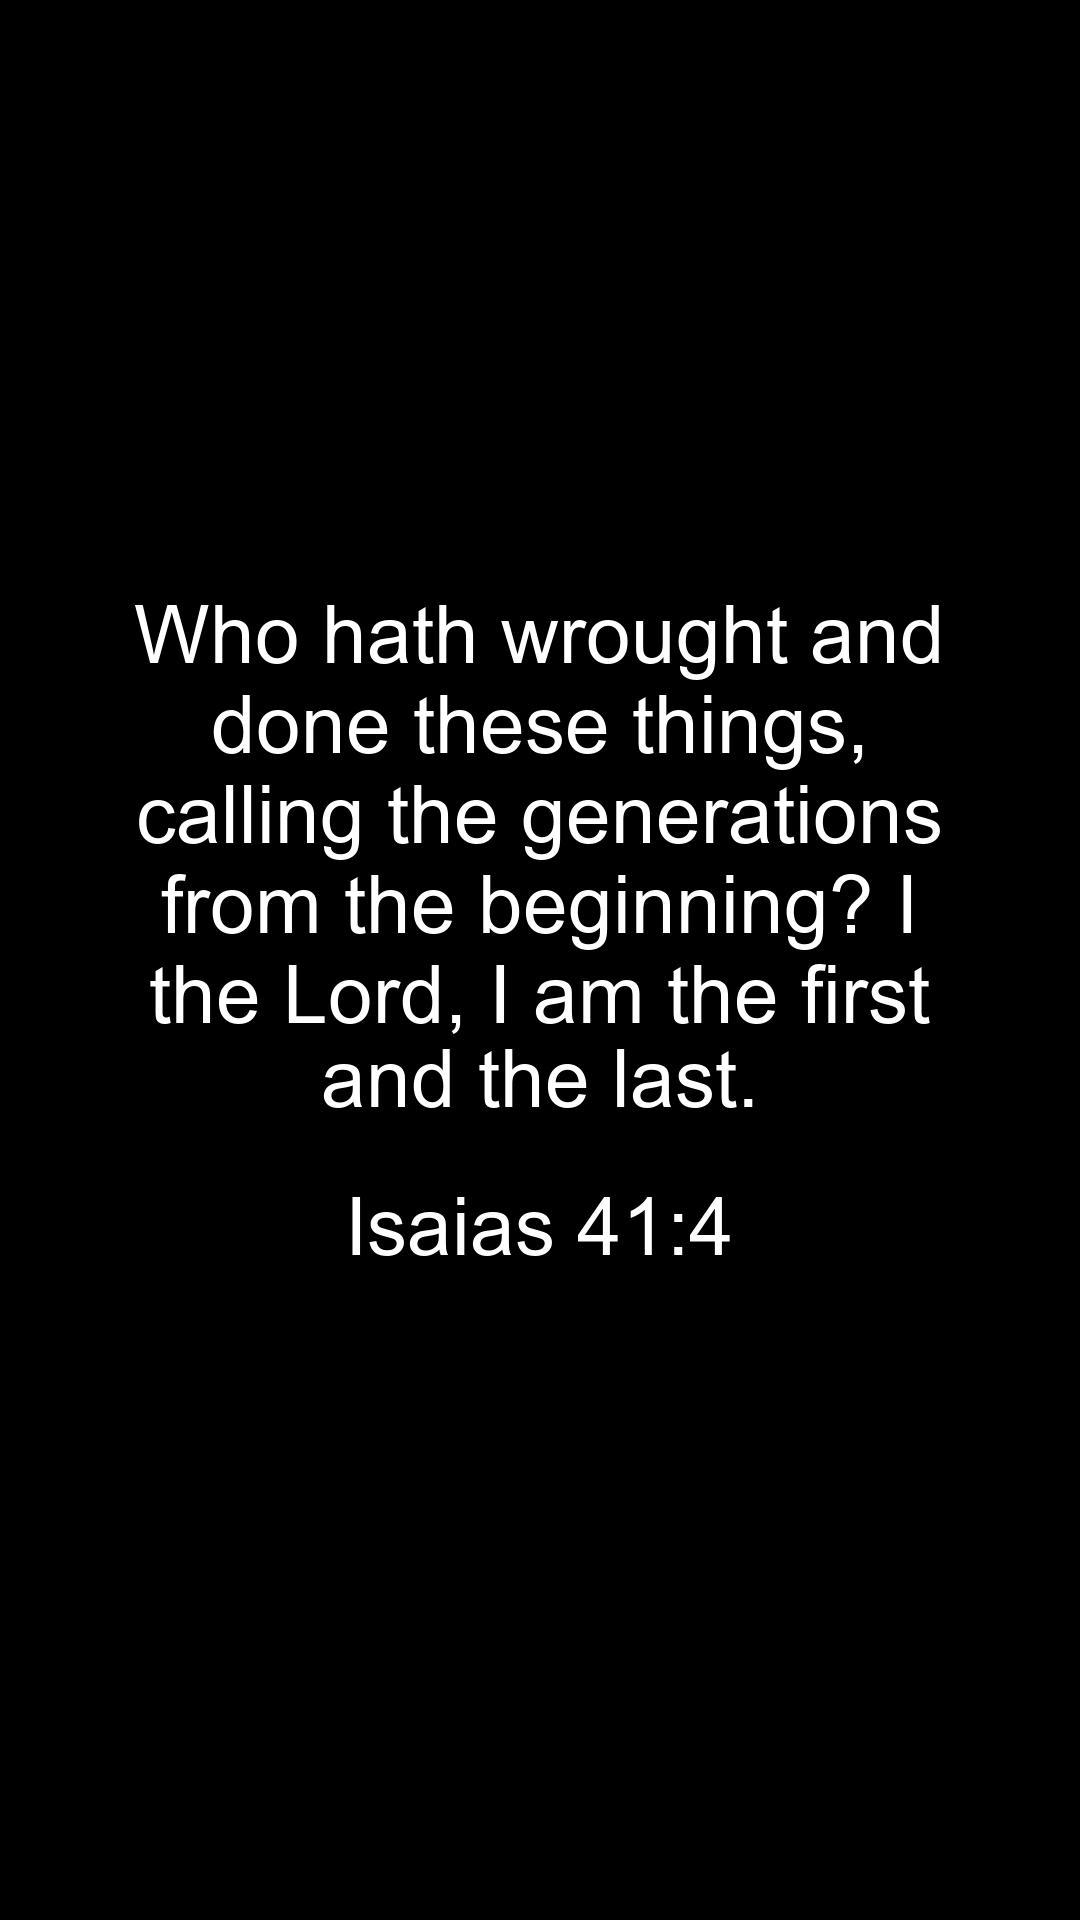 Who hath wrought and
done these things,
calling the generations
from the beginning? I
the Lord, I am the first
and the last.
Isaias 41:4